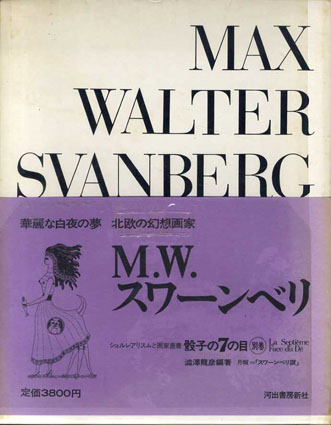 MAX
WALTER
SVANBERG
華麗な白夜の夢 北欧の幻想画家
M.W.
スワーンベリ
シュルレアリスムと画家叢書 骰子の7の目 別巻 La Septième Face du Dé
澁澤龍彦編著 月報=「スワーンベリ讃」
定価3800円 河出書房新社